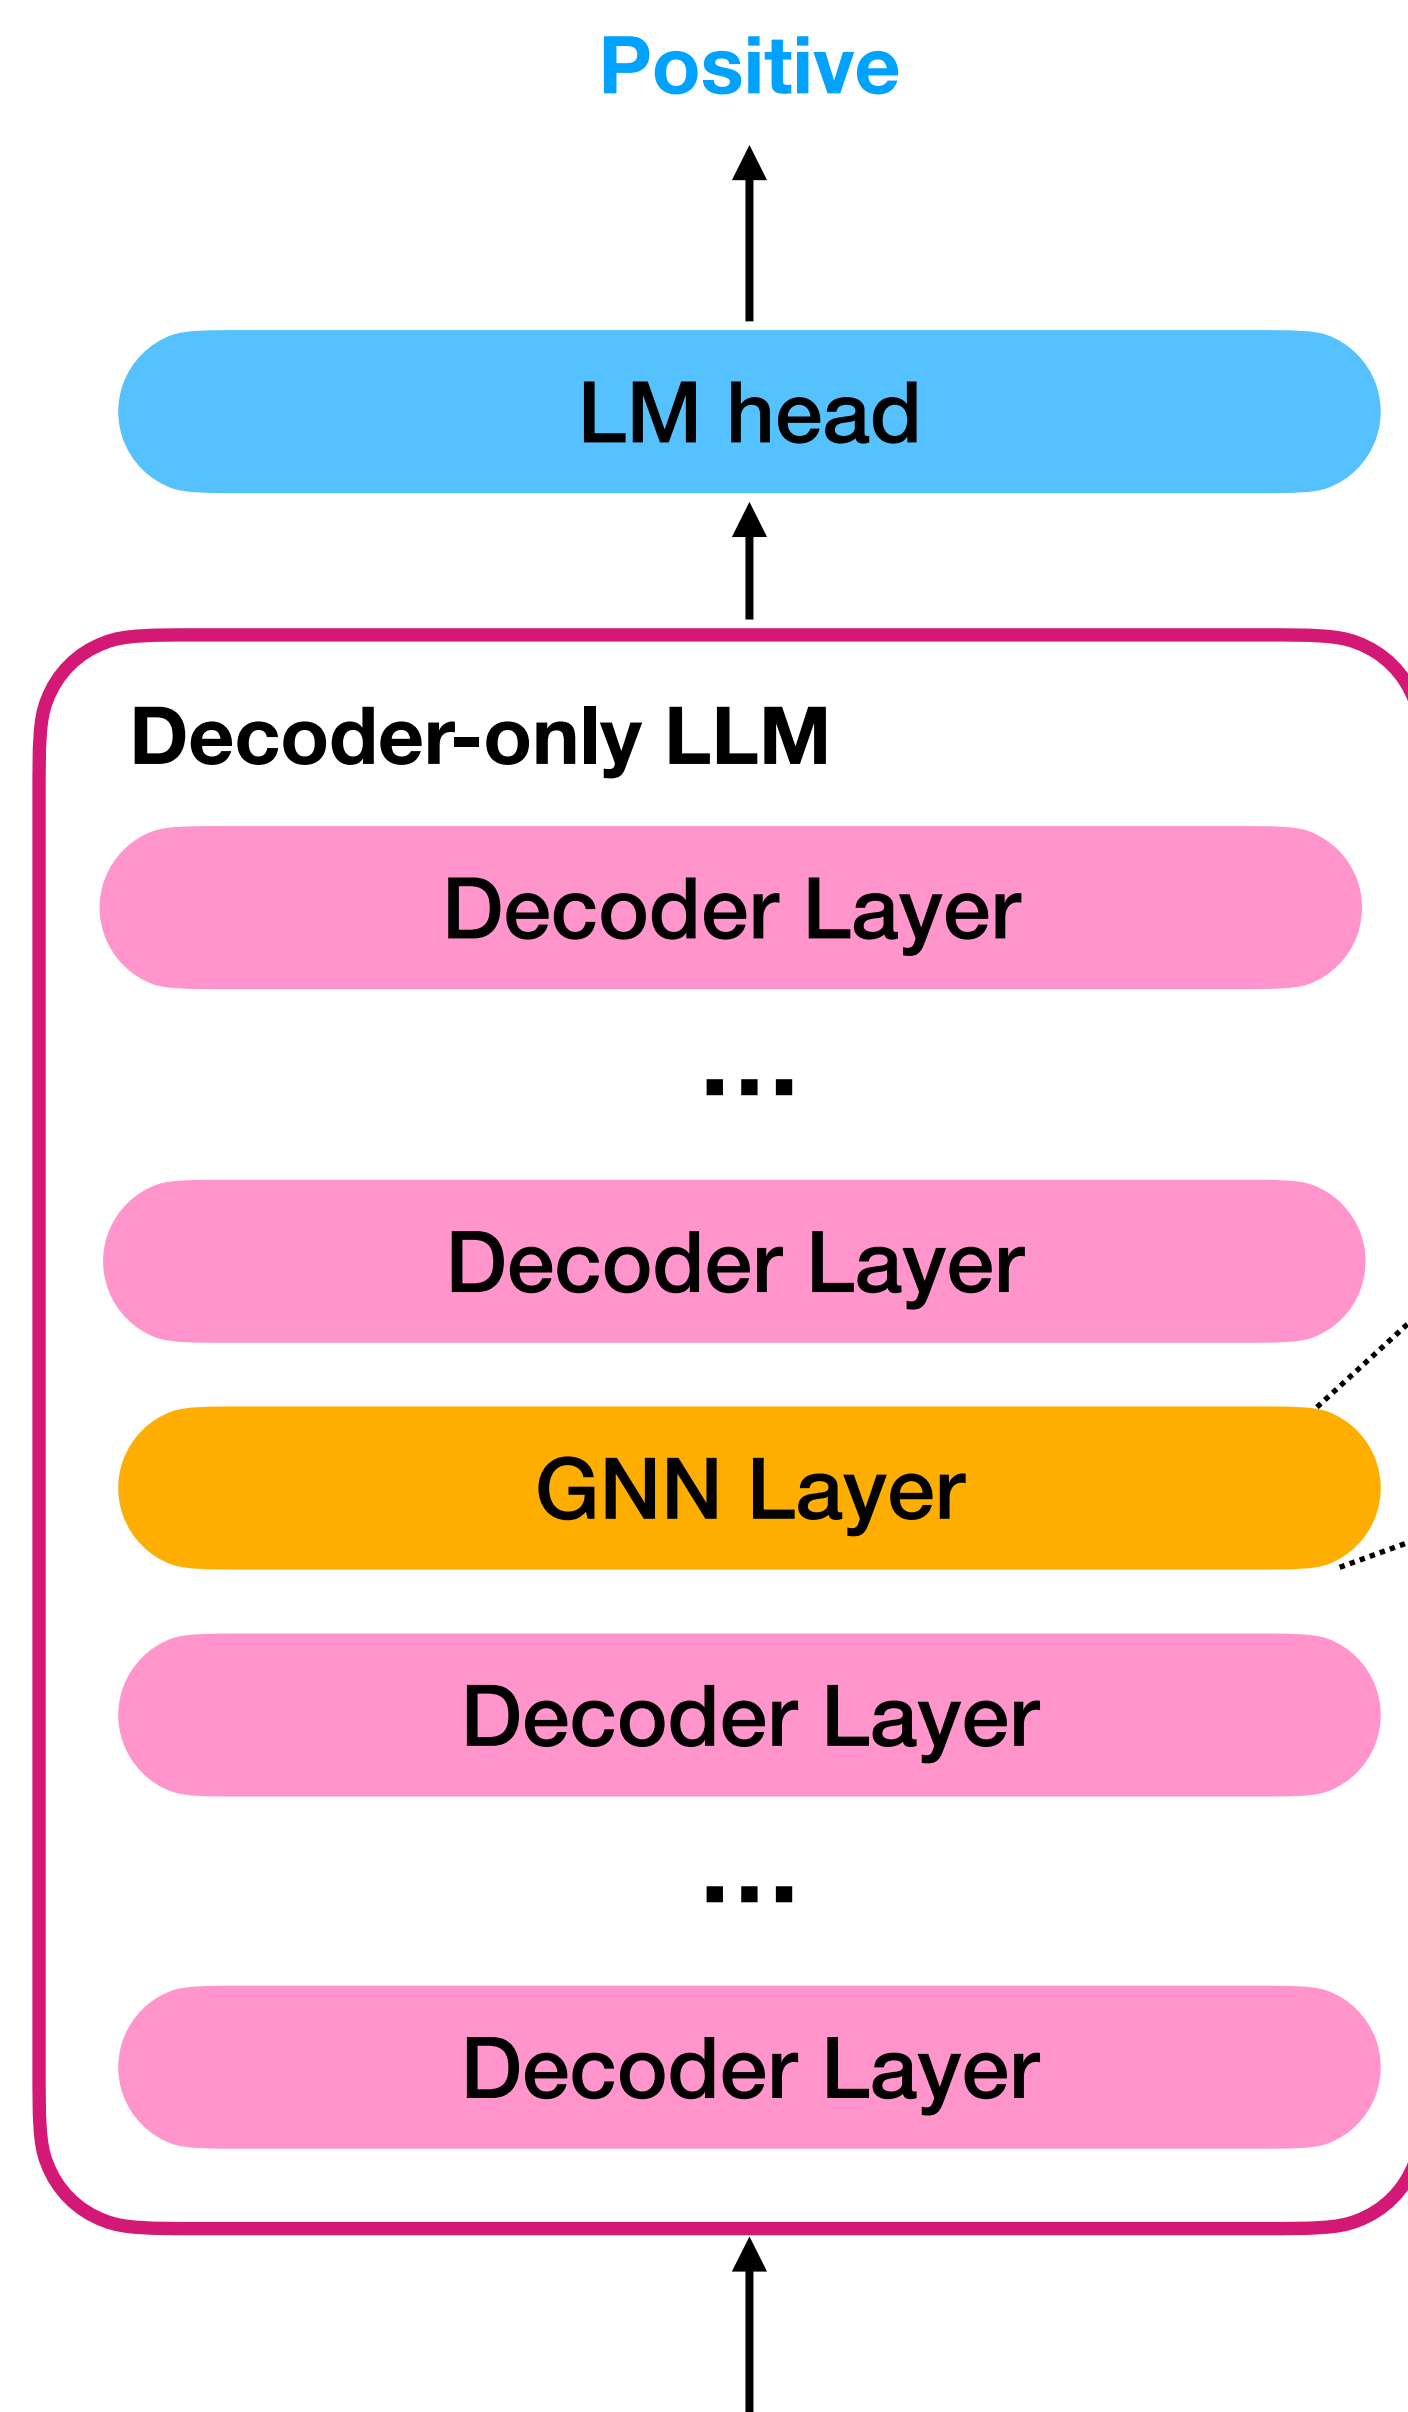 Positive
LM head
Decoder-only LLM
Decoder Layer
...
Decoder Layer
GNN Layer
Decoder Layer
...
Decoder Layer